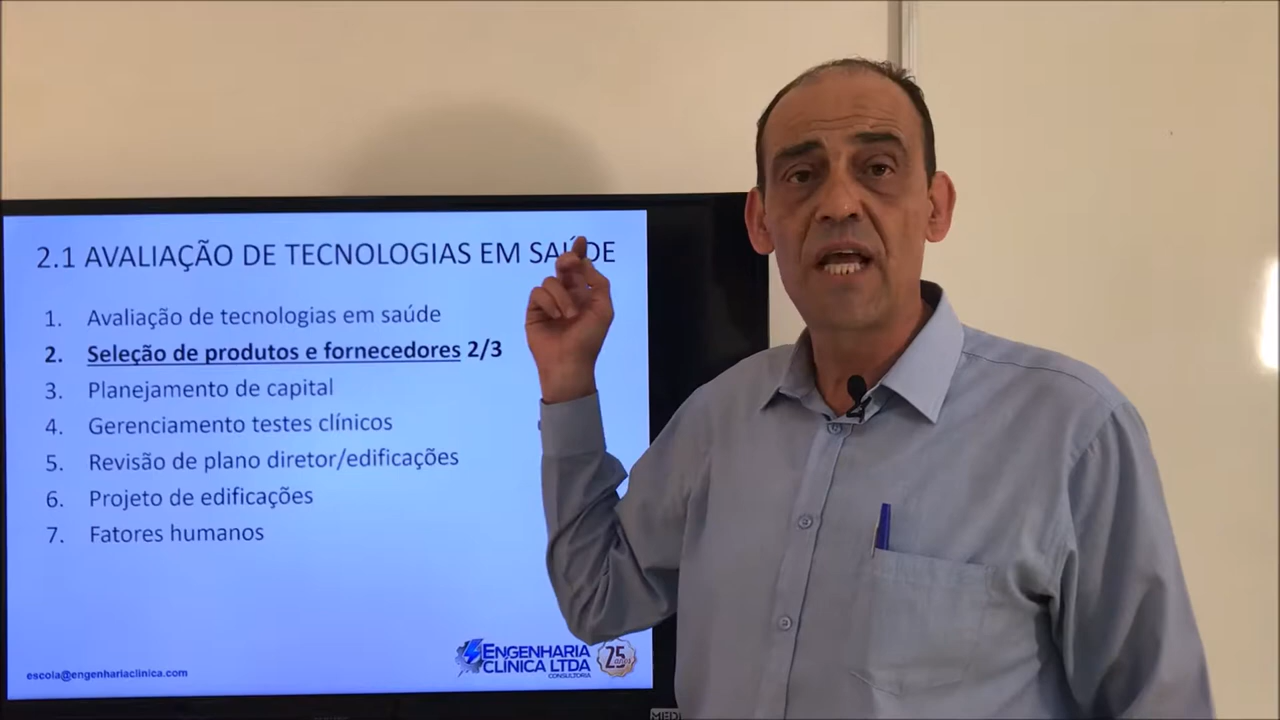 2.1 AVALIAÇÃO DE TECNOLOGIAS EM SAÚDE
1. Avaliação de tecnologias em saúde
2. Seleção de produtos e fornecedores 2/3
3. Planejamento de capital
4. Gerenciamento testes clínicos
5. Revisão de plano diretor/edificações
6. Projeto de edificações
7. Fatores humanos
escola@engenhariaclinica.com
ENGENHARIA
CLÍNICA LTDA
CONSULTORIA
25
anos